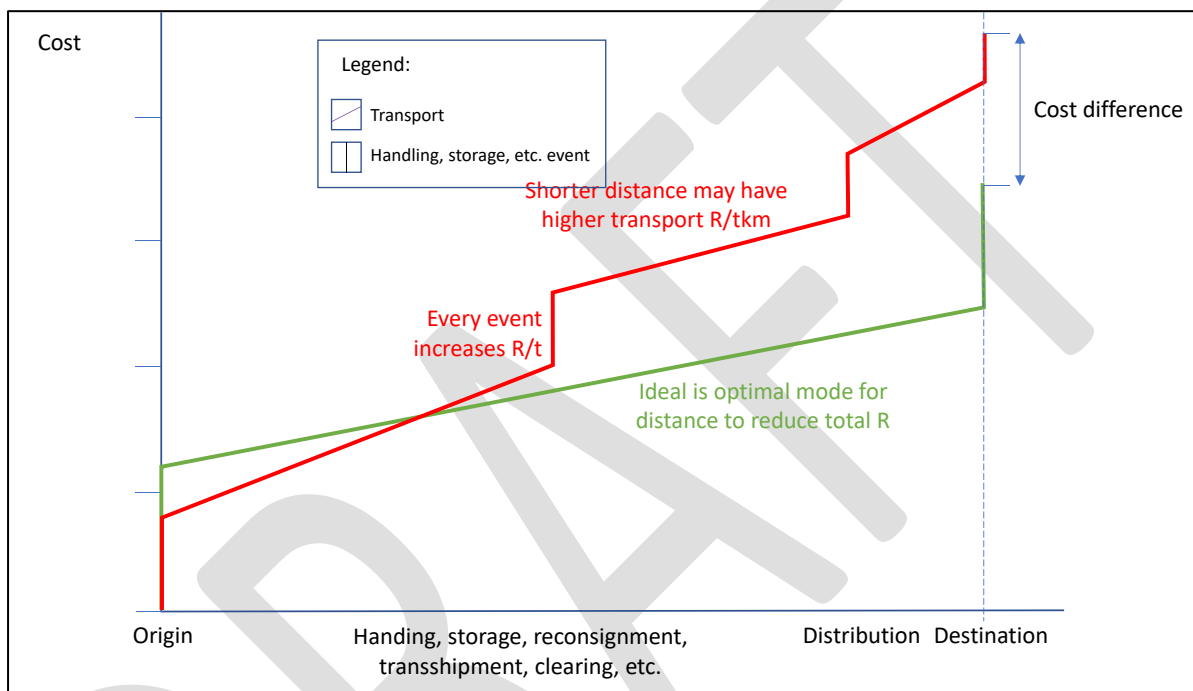 Cost
Legend:
Transport
Handling, storage, etc. event
Cost difference
Shorter distance may have
higher transport R/tkm
Every event
increases R/t
Ideal is optimal mode for
distance to reduce total R
Origin
Handing, storage, reconsignment,
transshipment, clearing, etc.
Distribution
Destination
DRAFT